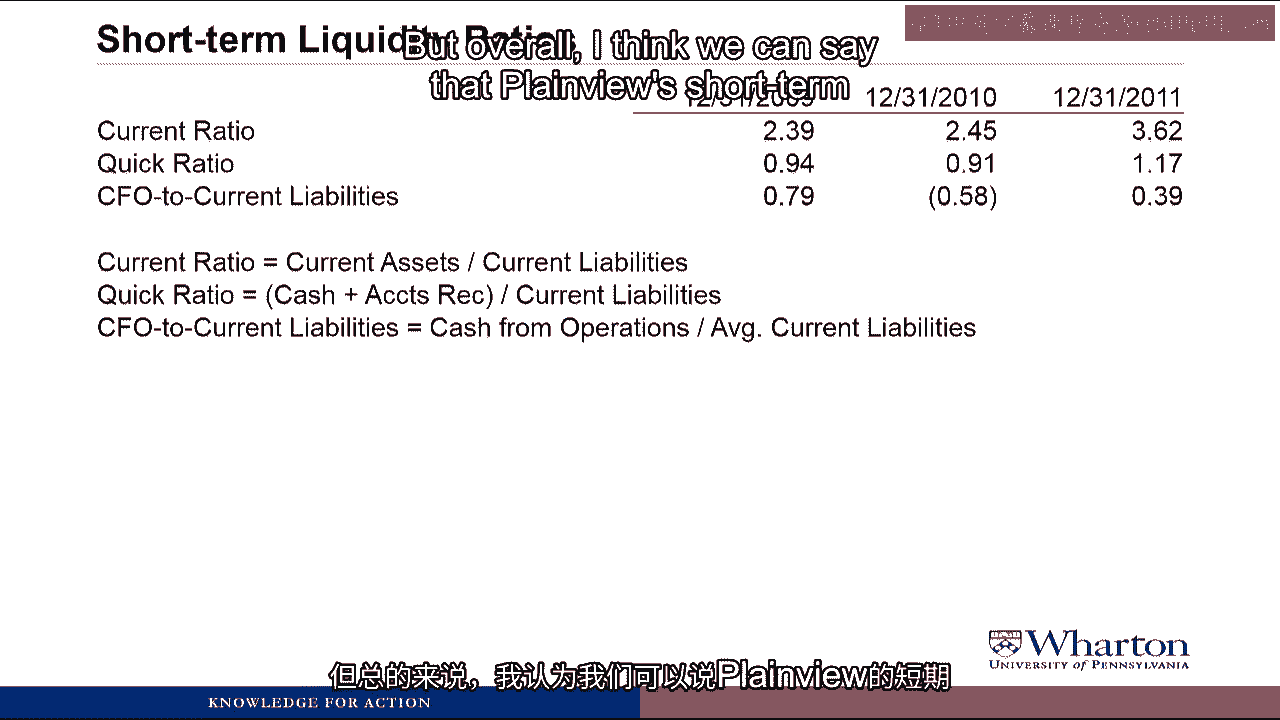 Short-term Liquidity Ratios
But overall, I think we can say
that Plainview's short-term
12/31/2010 12/31/2011
Current Ratio 2.39 2.45 3.62
Quick Ratio 0.94 0.91 1.17
CFO-to-Current Liabilities 0.79 (0.58) 0.39
Current Ratio = Current Assets / Current Liabilities
Quick Ratio = (Cash + Accts Rec) / Current Liabilities
CFO-to-Current Liabilities = Cash from Operations / Avg. Current Liabilities
Wharton
UNIVERSITY OF PENNSYLVANIA
但总的来说，我认为我们可以说Plainview的短期
KNOWLEDGE FOR ACTION